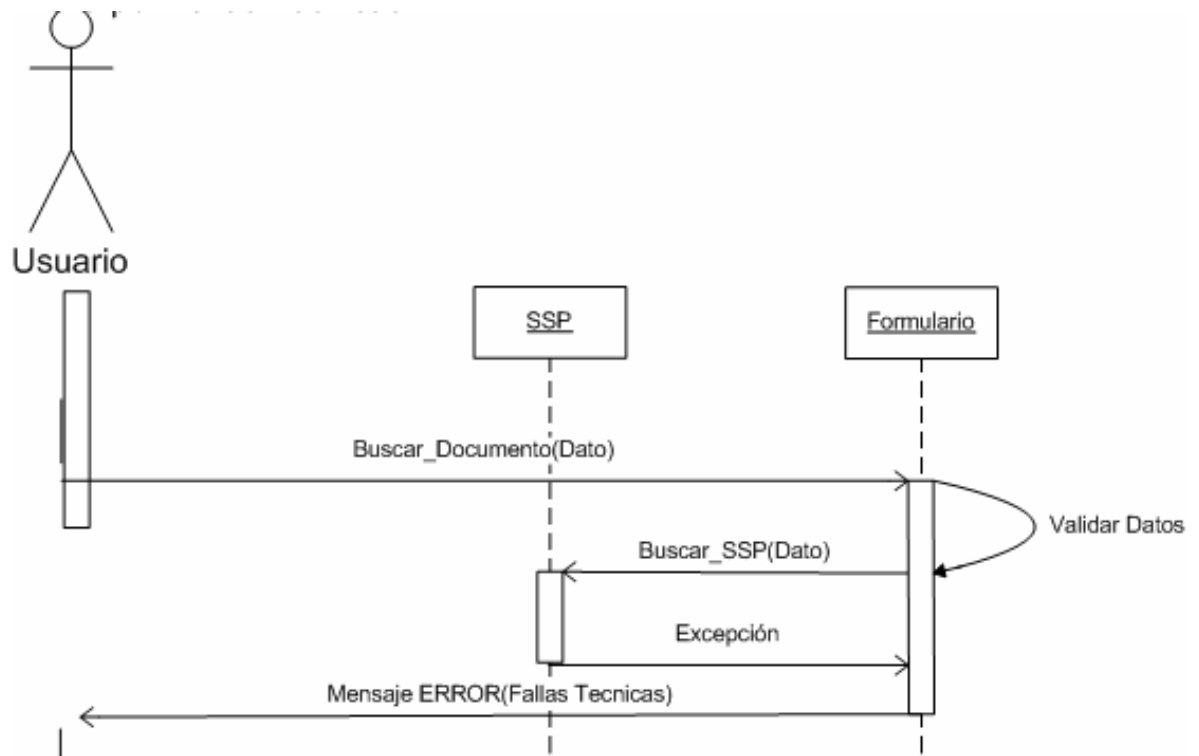 Usuario
SSP
Formulario
Buscar_Documento(Dato)
Validar Datos
Buscar_SSP(Dato)
Excepción
Mensaje ERROR(Fallas Tecnicas)